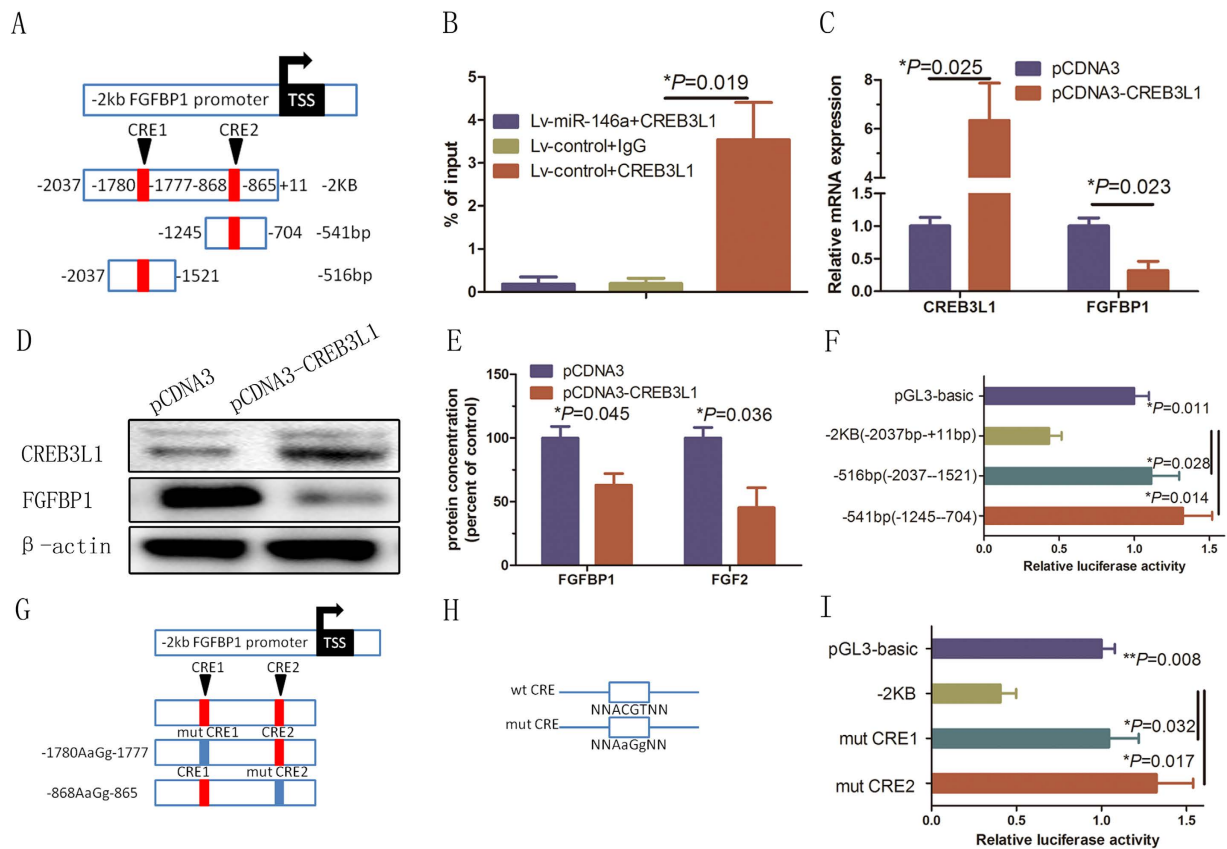 A
-2kb FGFBP1 promoter
TSS
CRE1
CRE2
-2037
-1780
-1777-868
-865
+11
-2KB
-1245
-704
-541bp
-2037
-1521
-516bp
B
% of input
5
4
3
2
1
0
*P=0.019
Lv-miR-146a+CREB3L1
Lv-control+IgG
Lv-control+CREB3L1
C
pCDNA3
pCDNA3-CREB3L1
Relative mRNA expression
8
6
4
2
1.5
1.0
0.5
0.0
*P=0.025
*P=0.023
CREB3L1
FGFBP1
D
pCDNA3
pCDNA3-CREB3L1
CREB3L1
FGFBP1
β-actin
E
pCDNA3
pCDNA3-CREB3L1
protein concentration
(percent of control)
150
100
50
0
*P=0.045
*P=0.036
FGFBP1
FGF2
F
pGL3-basic
*P=0.011
-2KB(-2037bp-+11bp)
*P=0.028
-516bp(-2037--1521)
*P=0.014
-541bp(-1245--704)
0.0
0.5
1.0
1.5
Relative luciferase activity
G
-2kb FGFBP1 promoter
TSS
CRE1
CRE2
mut CRE1
CRE2
-1780AaGg-1777
CRE1
mut CRE2
-868AaGg-865
H
wt CRE
NNACGTNN
mut CRE
NNAaGgNN
I
pGL3-basic
**P=0.008
-2KB
*P=0.032
mut CRE1
*P=0.017
mut CRE2
0.0
0.5
1.0
1.5
Relative luciferase activity